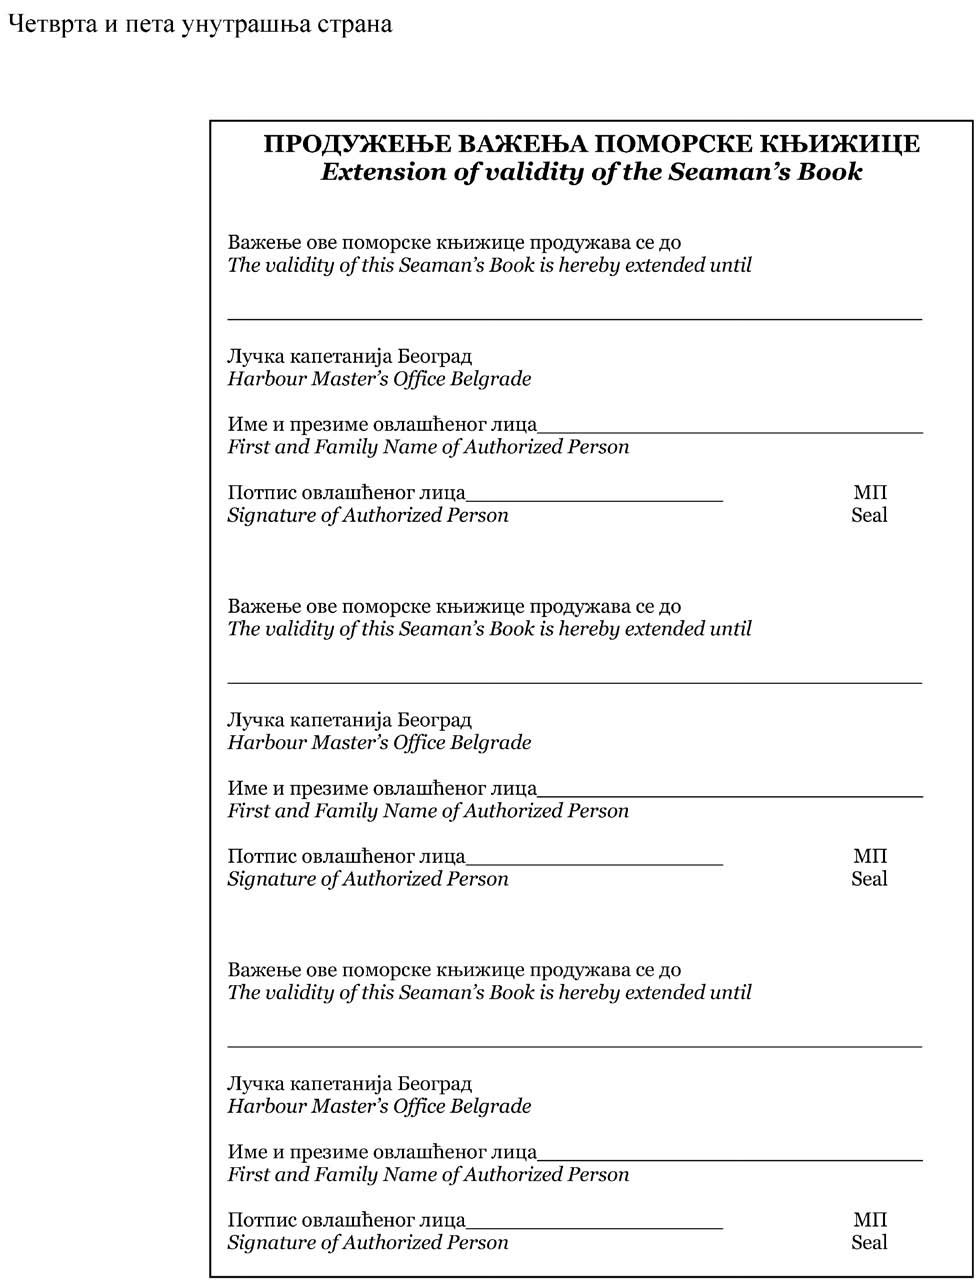 Четврта и пета унутрашња страна
ПРОДУЖЕЊЕ ВАЖЕЊА ПОМОРСКЕ КЊИЖИЦЕ
Extension of validity of the Seaman's Book
Важење ове поморске књижице продужава се до
The validity of this Seaman's Book is hereby extended until
Лучка капетанија Београд
Harbour Master's Office Belgrade
Име и презиме овлашћеног лица
First and Family Name of Authorized Person
Потпис овлашћеног лица МП
Signature of Authorized Person Seal
Важење ове поморске књижице продужава се до
The validity of this Seaman's Book is hereby extended until
Лучка капетанија Београд
Harbour Master's Office Belgrade
Име и презиме овлашћеног лица
First and Family Name of Authorized Person
Потпис овлашћеног лица МП
Signature of Authorized Person Seal
Важење ове поморске књижице продужава се до
The validity of this Seaman's Book is hereby extended until
Лучка капетанија Београд
Harbour Master's Office Belgrade
Име и презиме овлашћеног лица
First and Family Name of Authorized Person
Потпис овлашћеног лица МП
Signature of Authorized Person Seal